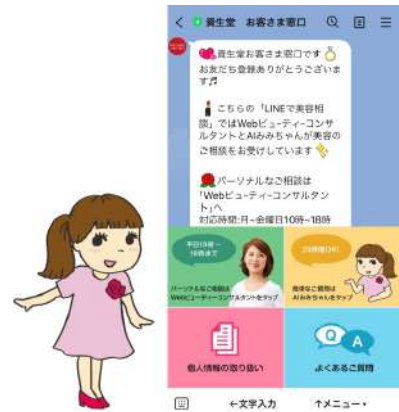 資生堂 お客さま窓口
資生堂お客さま窓口です
お友だち登録ありがとうございま
す♬
こちらの「LINEで美容相
談」ではWebビューティーコンサ
ルタントとAIみみちゃんが美容の
ご相談をお受けしています
パーソナルなご相談は
「Webビューティーコンサルタン
ト」へ
対応時間:月~金曜日10時~18時
平日10時~
18時まで
パーソナルなご相談は
Webビューティーコンサルタントをタップ
24時間OK!
簡単なご質問は
AIみみちゃんをタップ
個人情報の取り扱い
Q A
よくあるご質問
←文字入力
↑メニュー・